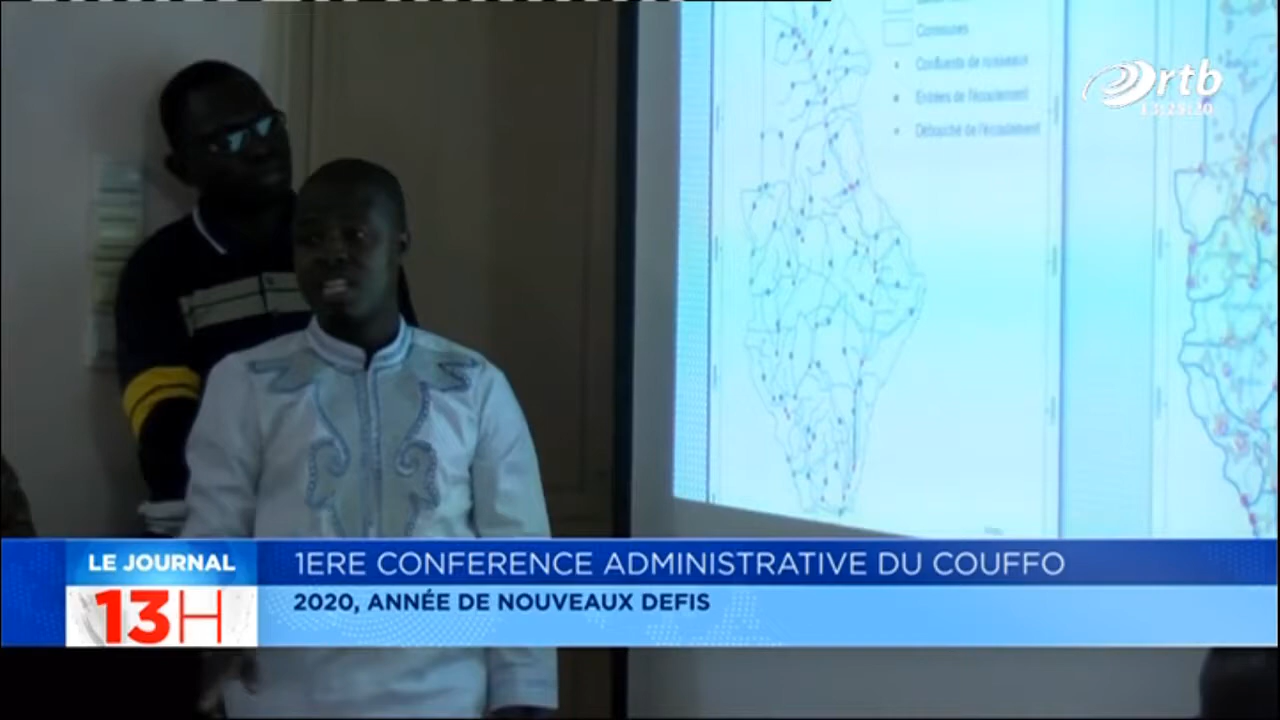 Communes
Confluents de ruisseaux
Entrées de l'écoulement
Débouché de l'écoulement
ortb
13:29:20
LE JOURNAL
13H
1ERE CONFERENCE ADMINISTRATIVE DU COUFFO
2020, ANNÉE DE NOUVEAUX DEFIS